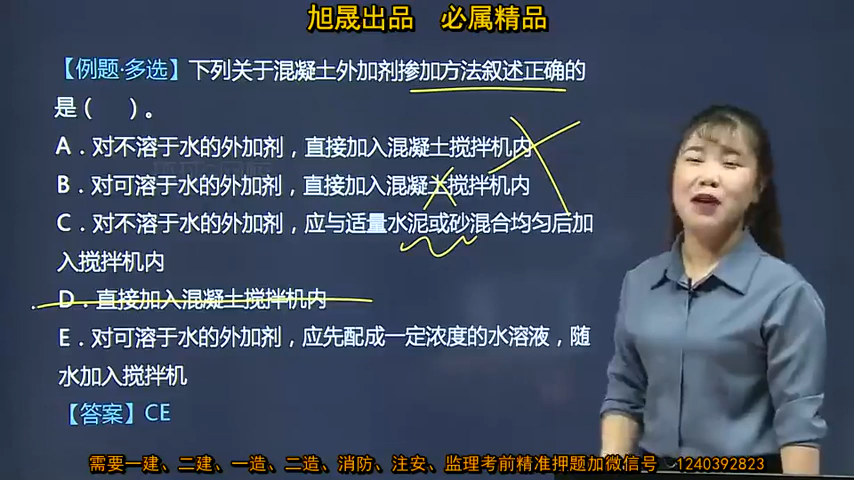 旭晟出品 必属精品
【例题·多选】下列关于混凝土外加剂掺加方法叙述正确的
是（ ）。
A．对不溶于水的外加剂，直接加入混凝土搅拌机内
B．对可溶于水的外加剂，直接加入混凝土搅拌机内
C．对不溶于水的外加剂，应与适量水泥或砂混合均匀后加
入搅拌机内
D．直接加入混凝土搅拌机内
E．对可溶于水的外加剂，应先配成一定浓度的水溶液，随
水加入搅拌机
【答案】CE
需要一建、二建、一造、二造、消防、注安、监理考前精准押题加微信号 1240392823